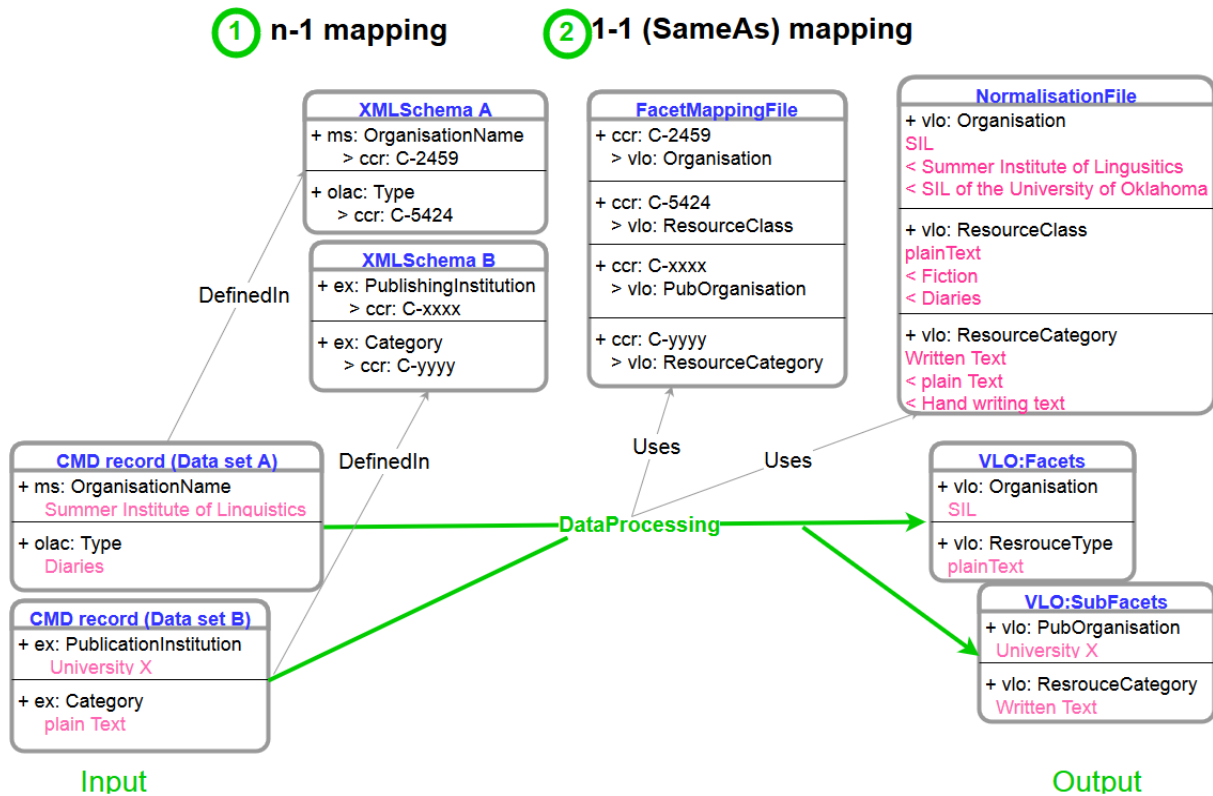 1 n-1 mapping
2 1-1 (SameAs) mapping
XMLSchema A
+ ms: OrganisationName
> ccr: C-2459
+ olac: Type
> ccr: C-5424
XMLSchema B
+ ex: PublishingInstitution
> ccr: C-xxxx
+ ex: Category
> ccr: C-yyyy
FacetMappingFile
+ ccr: C-2459
> vlo: Organisation
+ ccr: C-5424
> vlo: ResourceClass
+ ccr: C-xxxx
> vlo: PubOrganisation
+ ccr: C-yyyy
> vlo: ResourceCategory
NormalisationFile
+ vlo: Organisation
SIL
< Summer Institute of Lingusitics
< SIL of the University of Oklahoma
+ vlo: ResourceClass
plainText
< Fiction
< Diaries
+ vlo: ResourceCategory
Written Text
< plain Text
< Hand writing text
DefinedIn
DefinedIn
Uses
Uses
CMD record (Data set A)
+ ms: OrganisationName
Summer Institute of Linguistics
+ olac: Type
Diaries
CMD record (Data set B)
+ ex: PublicationInstitution
University X
+ ex: Category
plain Text
DataProcessing
VLO:Facets
+ vlo: Organisation
SIL
+ vlo: ResrouceType
plainText
VLO:SubFacets
+ vlo: PubOrganisation
University X
+ vlo: ResrouceCategory
Written Text
Input
Output